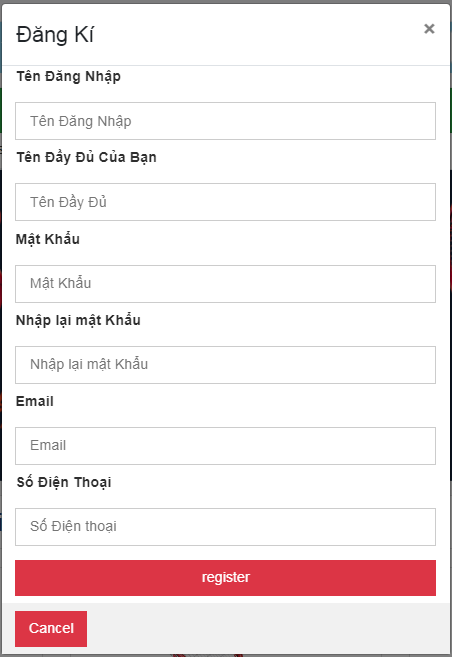 Đăng Kí
×
Tên Đăng Nhập
Tên Đăng Nhập
Tên Đầy Đủ Của Bạn
Tên Đầy Đủ
Mật Khẩu
Mật Khẩu
Nhập lại mật Khẩu
Nhập lại mật Khẩu
Email
Email
Số Điện Thoại
Số Điện thoại
register
Cancel